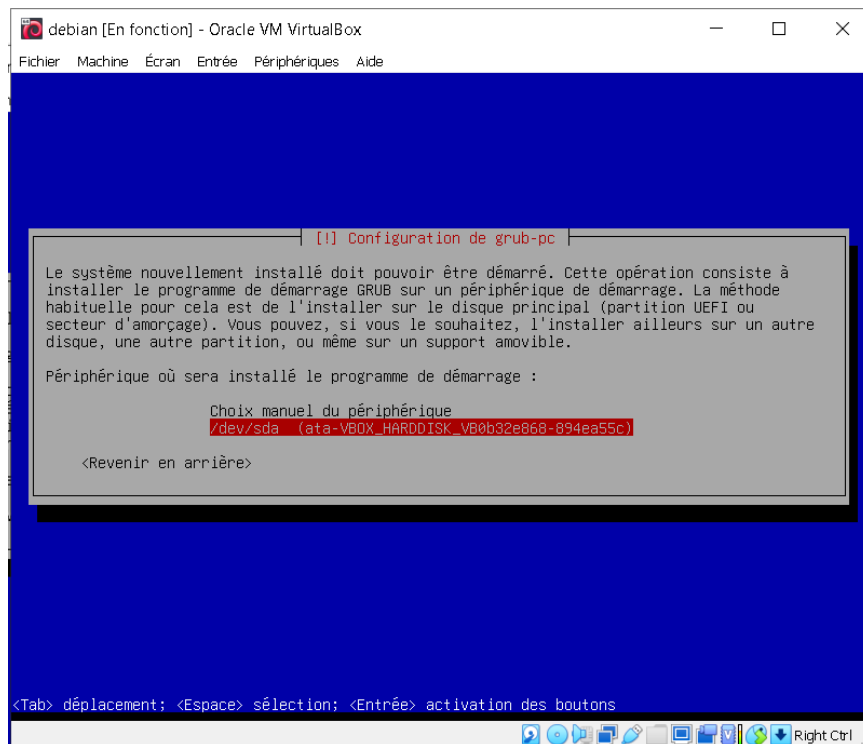 debian [En fonction] - Oracle VM VirtualBox
Fichier Machine Écran Entrée Périphériques Aide
[!] Configuration de grub-pc
Le système nouvellement installé doit pouvoir être démarré. Cette opération consiste à
installer le programme de démarrage GRUB sur un périphérique de démarrage. La méthode
habituelle pour cela est de l'installer sur le disque principal (partition UEFI ou
secteur d'amorçage). Vous pouvez, si vous le souhaitez, l'installer ailleurs sur un autre
disque, une autre partition, ou même sur un support amovible.
Périphérique où sera installé le programme de démarrage :
Choix manuel du périphérique
/dev/sda (ata-VBOX_HARDDISK_VB0b32e868-894ea55c)
<Revenir en arrière>
<Tab> déplacement; <Espace> sélection; <Entrée> activation des boutons
Right Ctrl